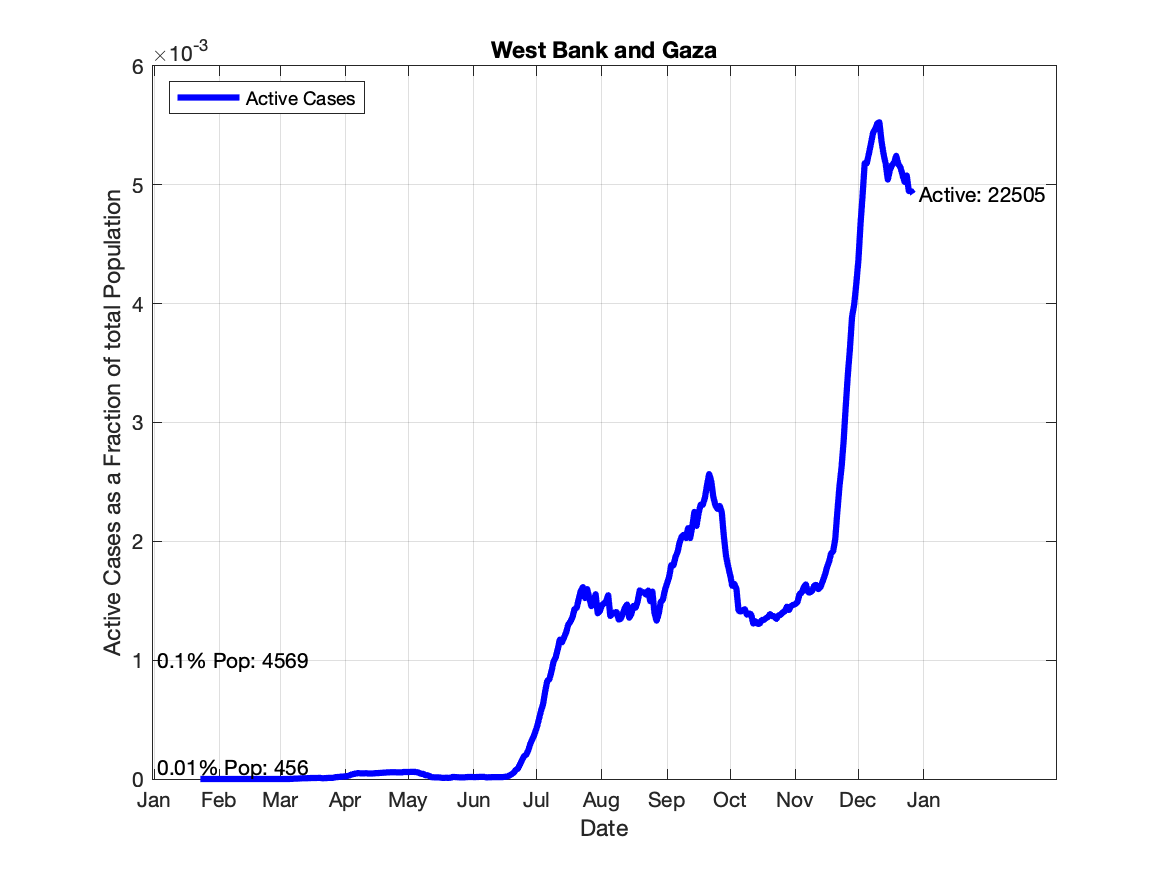 West Bank and Gaza
×10-3
6
5
4
3
2
1
0
Active Cases
Active: 22505
0.1% Pop: 4569
0.01% Pop: 456
Active Cases as a Fraction of total Population
Jan Feb Mar Apr May Jun Jul Aug Sep Oct Nov Dec Jan
Date